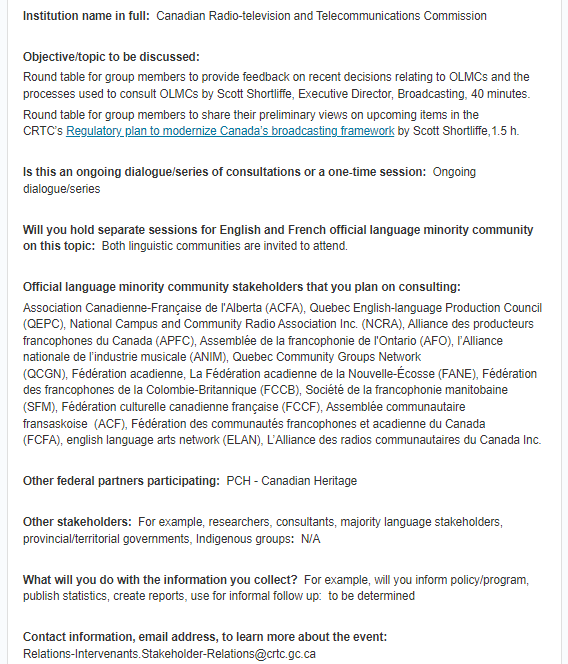 Institution name in full: Canadian Radio-television and Telecommunications Commission
Objective/topic to be discussed:
Round table for group members to provide feedback on recent decisions relating to OLMCs and the
processes used to consult OLMCs by Scott Shortliffe, Executive Director, Broadcasting, 40 minutes.
Round table for group members to share their preliminary views on upcoming items in the
CRTC's Regulatory plan to modernize Canada's broadcasting framework by Scott Shortliffe,1.5 h.
Is this an ongoing dialogue/series of consultations or a one-time session: Ongoing
dialogue/series
Will you hold separate sessions for English and French official language minority community
on this topic: Both linguistic communities are invited to attend.
Official language minority community stakeholders that you plan on consulting:
Association Canadienne-Française de l'Alberta (ACFA), Quebec English-language Production Council
(QEPC), National Campus and Community Radio Association Inc. (NCRA), Alliance des producteurs
francophones du Canada (APFC), Assemblée de la francophonie de l'Ontario (AFO), l'Alliance
nationale de l'industrie musicale (ANIM), Quebec Community Groups Network
(QCGN), Fédération acadienne, La Fédération acadienne de la Nouvelle-Écosse (FANE), Fédération
des francophones de la Colombie-Britannique (FCCB), Société de la francophonie manitobaine
(SFM), Fédération culturelle canadienne française (FCCF), Assemblée communautaire
fransaskoise (ACF), Fédération des communautés francophones et acadienne du Canada
(FCFA), english language arts network (ELAN), L'Alliance des radios communautaires du Canada Inc.
Other federal partners participating: PCH - Canadian Heritage
Other stakeholders: For example, researchers, consultants, majority language stakeholders,
provincial/territorial governments, Indigenous groups: N/A
What will you do with the information you collect? For example, will you inform policy/program,
publish statistics, create reports, use for informal follow up: to be determined
Contact information, email address, to learn more about the event:
Relations-Intervenants.Stakeholder-Relations@crtc.gc.ca